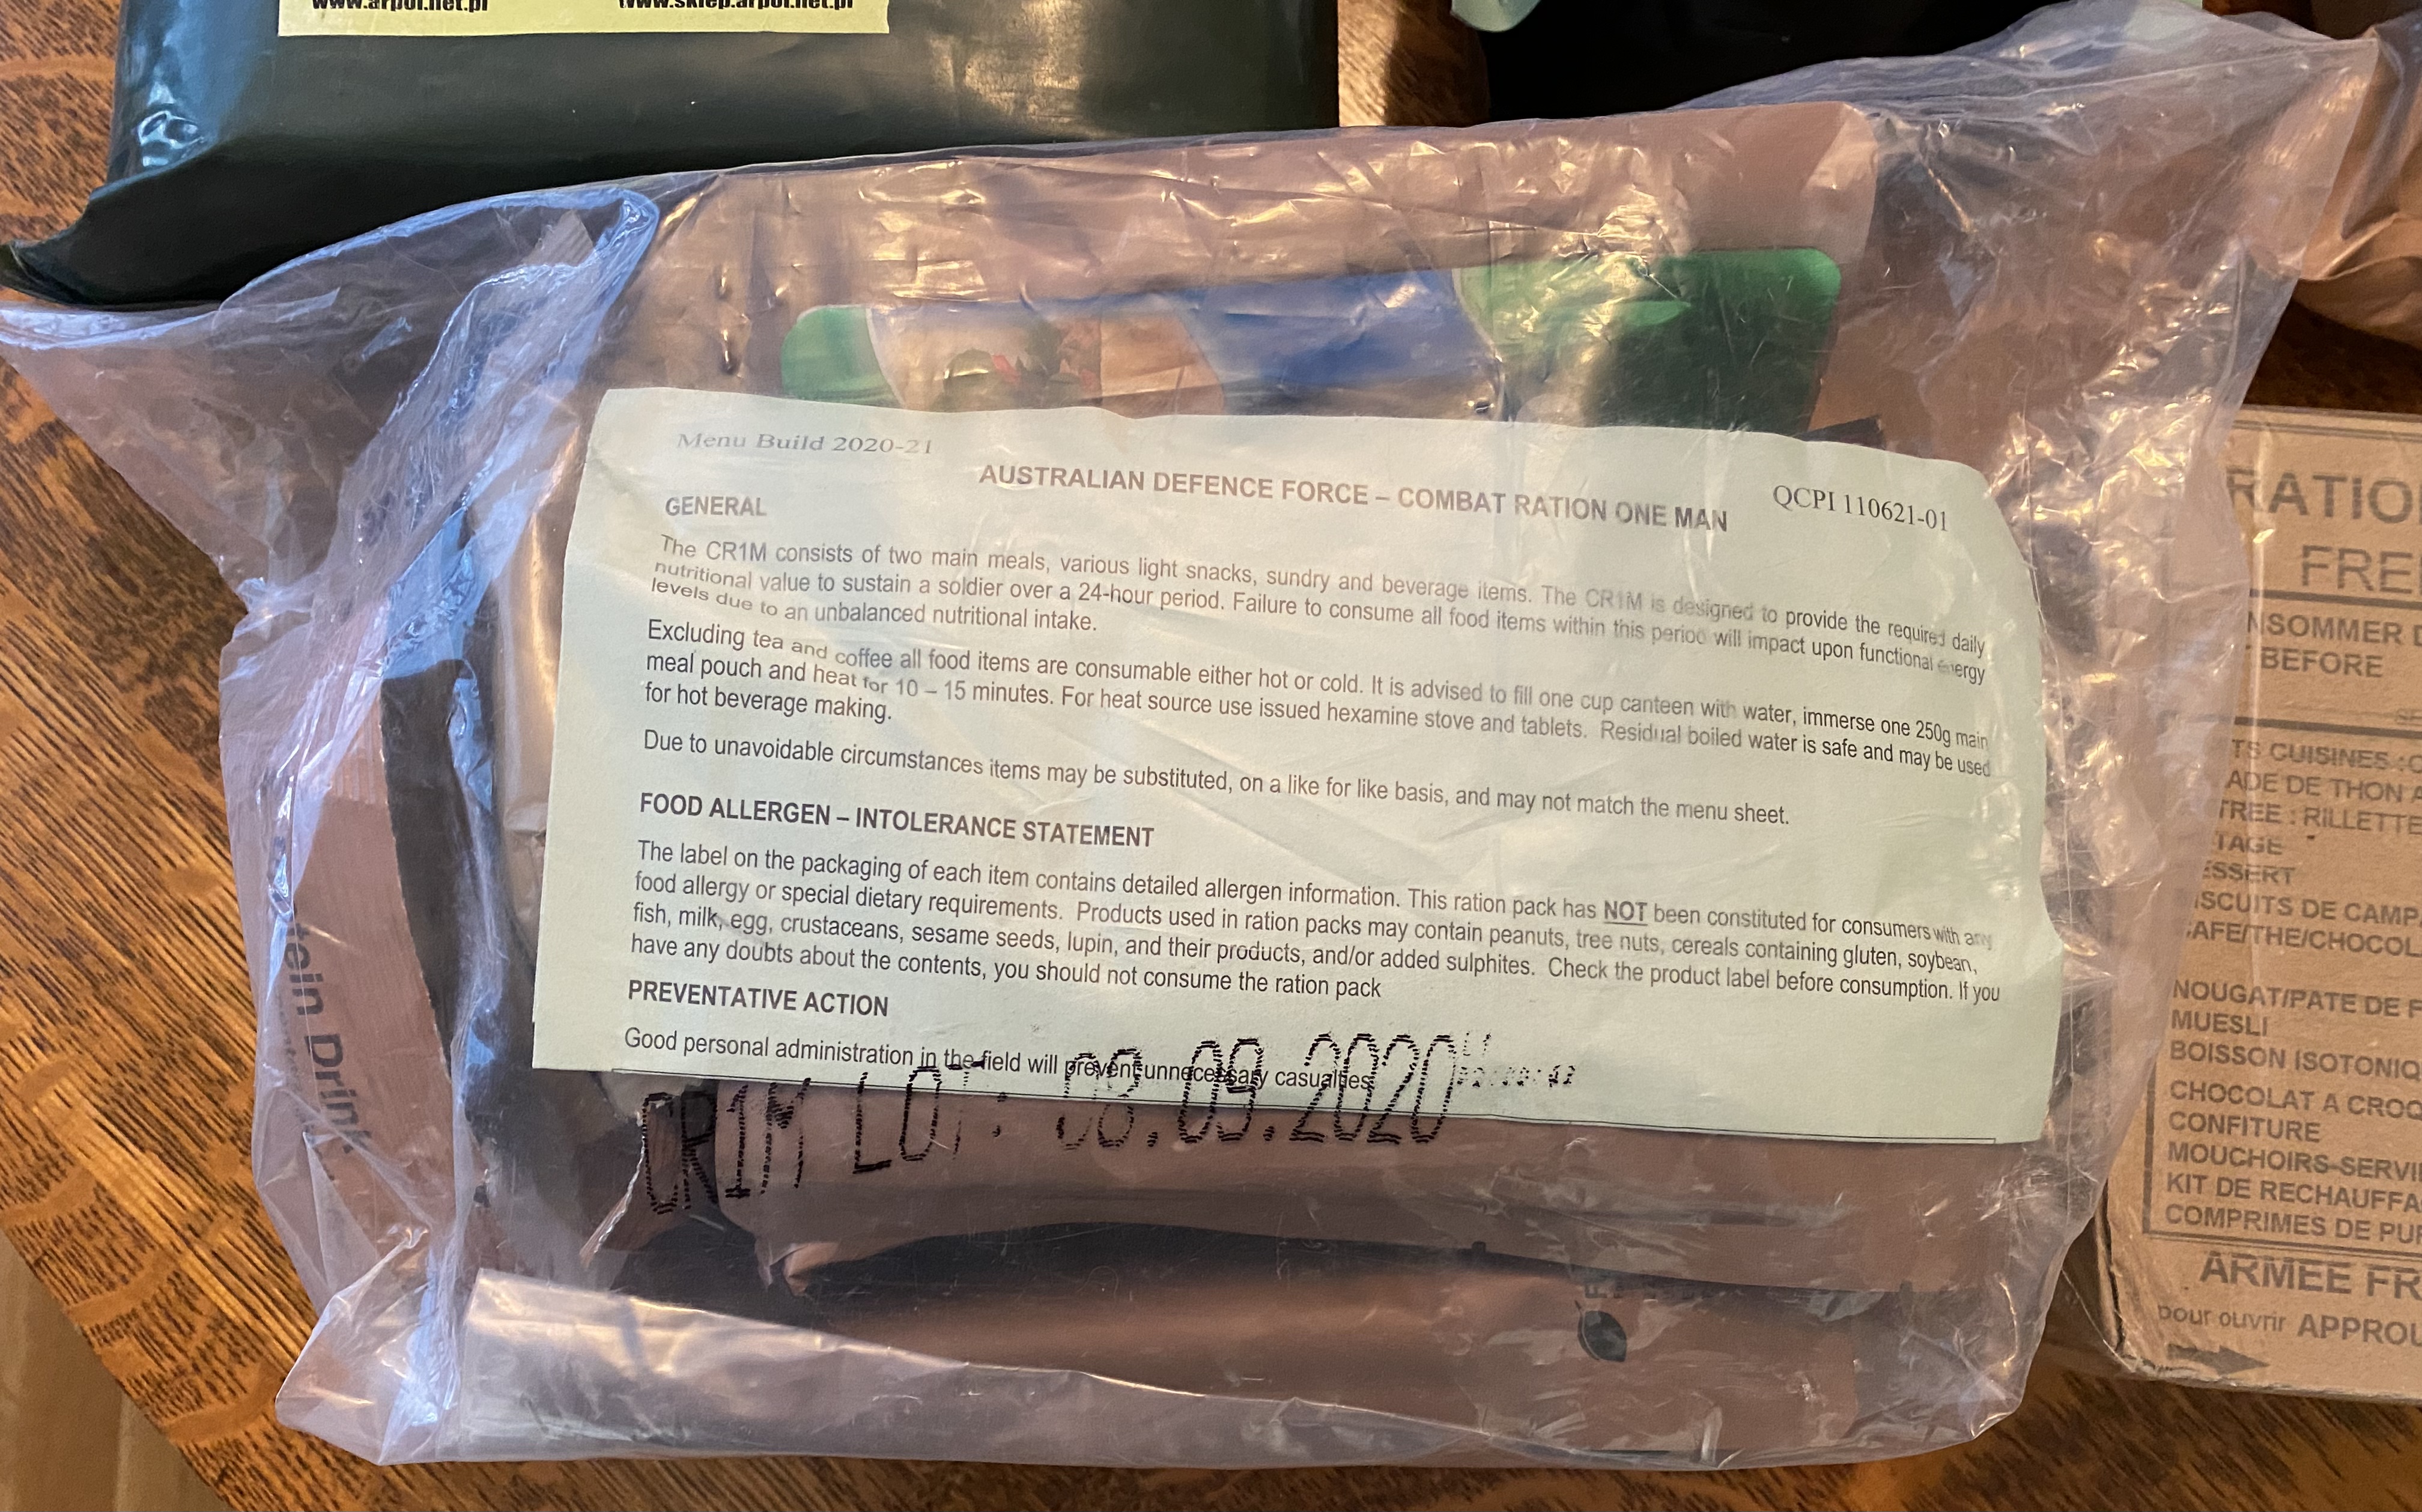 www.arpol.net.pl
www.sklep.arpol.net.pl
Menu Build 2020-21
AUSTRALIAN DEFENCE FORCE – COMBAT RATION ONE MAN
QCPI 110621-01
GENERAL
The CR1M consists of two main meals, various light snacks, sundry and beverage items. The CR1M is designed to provide the required daily
nutritional value to sustain a soldier over a 24-hour period. Failure to consume all food items within this period will impact upon functional energy
levels due to an unbalanced nutritional intake.
Excluding tea and coffee all food items are consumable either hot or cold. It is advised to fill one cup canteen with water, immerse one 250g main
meal pouch and heat for 10 – 15 minutes. For heat source use issued hexamine stove and tablets. Residual boiled water is safe and may be used
for hot beverage making.
Due to unavoidable circumstances items may be substituted, on a like for like basis, and may not match the menu sheet.
FOOD ALLERGEN – INTOLERANCE STATEMENT
The label on the packaging of each item contains detailed allergen information. This ration pack has NOT been constituted for consumers with any
food allergy or special dietary requirements. Products used in ration packs may contain peanuts, tree nuts, cereals containing gluten, soybean,
fish, milk, egg, crustaceans, sesame seeds, lupin, and their products, and/or added sulphites. Check the product label before consumption. If you
have any doubts about the contents, you should not consume the ration pack
PREVENTATIVE ACTION
Good personal administration in the field will prevent unnecessary casualties
CR1M LOT: 08.09.2020
tein Drink
RATIO
FRE
SOMMER D
BEFORE
TS CUISINES : C
ADE DE THON A
TREE : RILLETTE
TAGE
ESSERT
ISCUITS DE CAMP
AFE/THE/CHOCOL
NOUGAT/PATE DE F
MUESLI
BOISSON ISOTONIQ
CHOCOLAT A CROQ
CONFITURE
MOUCHOIRS-SERVI
KIT DE RECHAUFFA
COMPRIMES DE PU
ARMEE FR
pour ouvrir APPROU